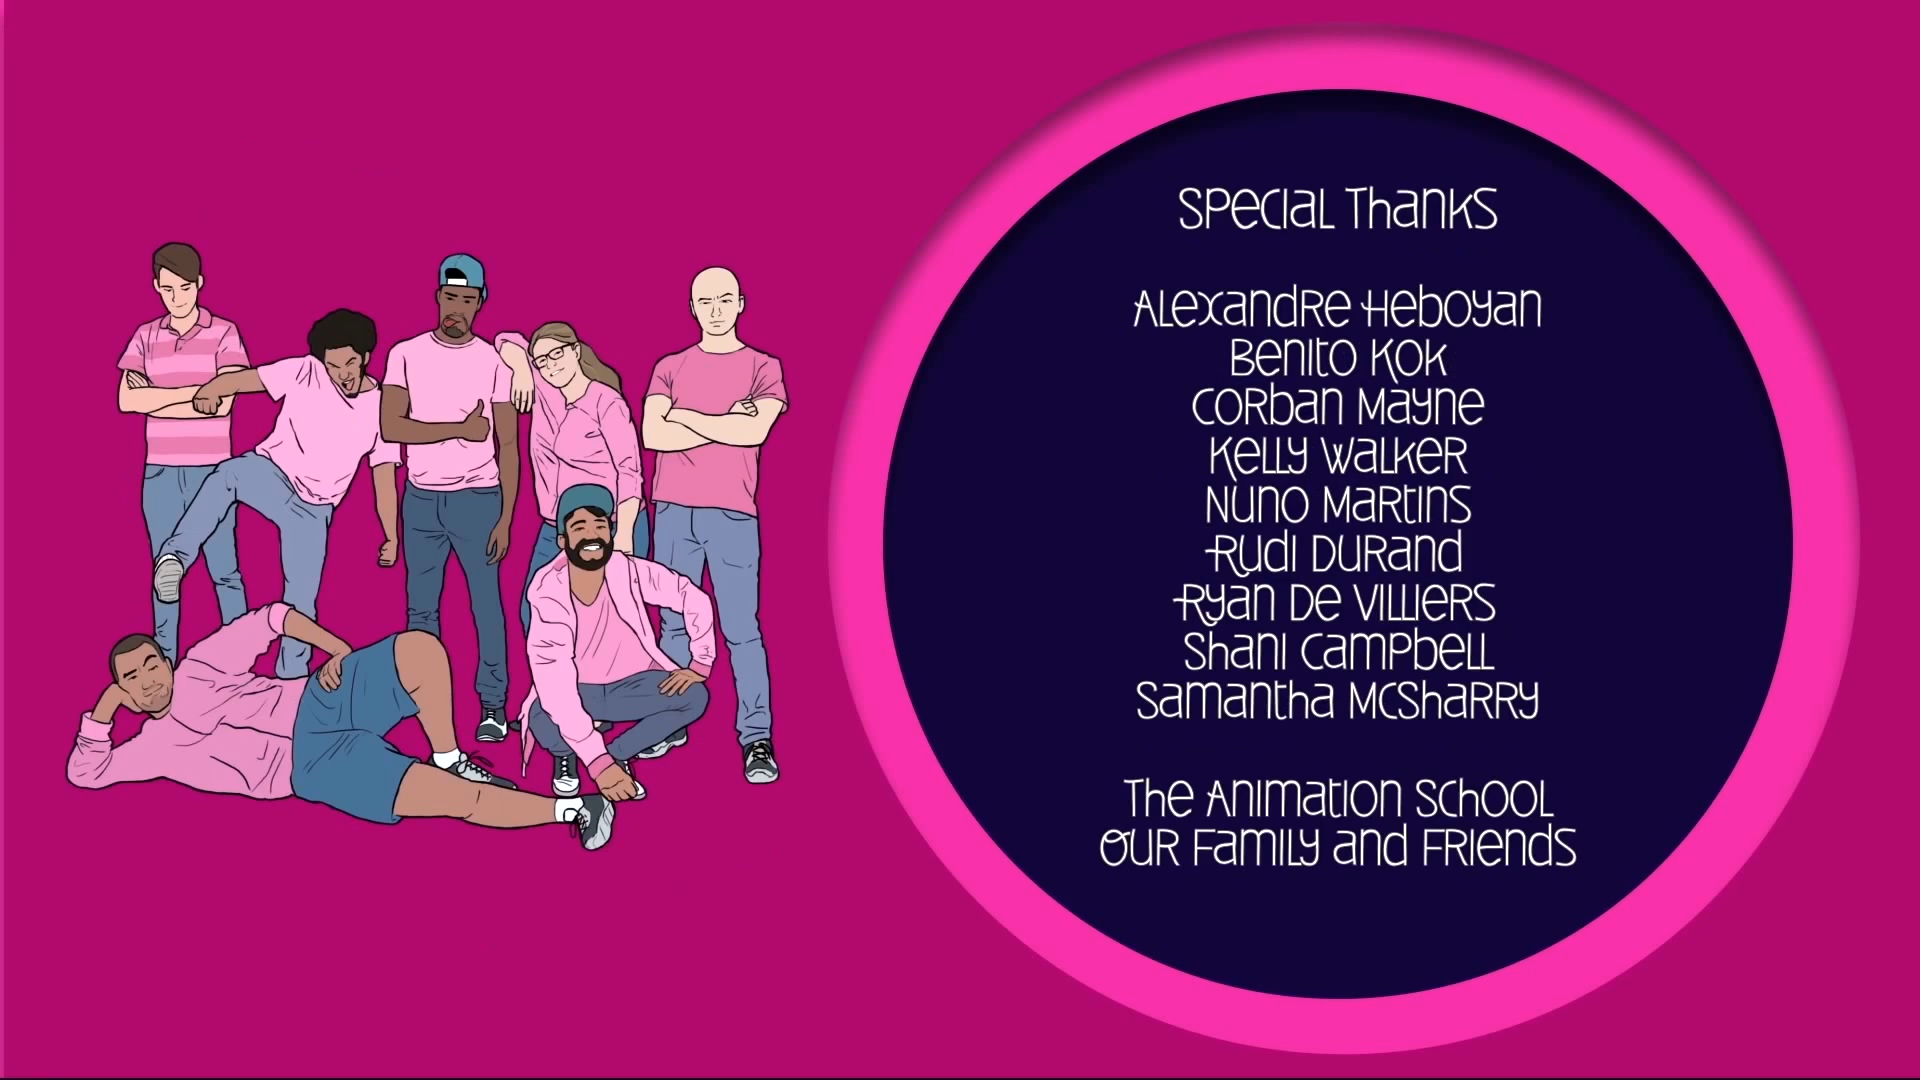 Special Thanks
Alexandre Heboyan
Benito Kok
Corban Mayne
Kelly Walker
Nuno Martins
Rudi Durand
Ryan De Villiers
Shani Campbell
Samantha McSharry
The Animation School
Our Family and Friends